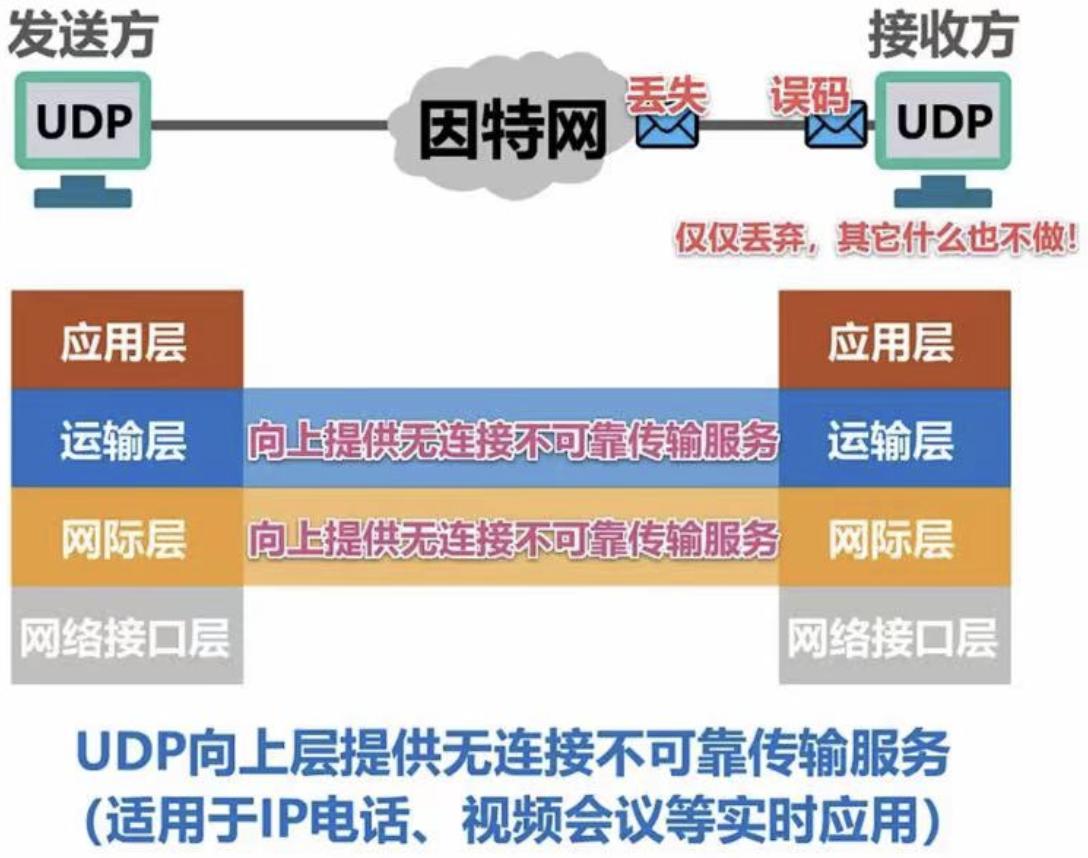 发送方
接收方
UDP
因特网
丢失
误码
UDP
仅仅丢弃，其它什么也不做！
应用层
应用层
运输层
向上提供无连接不可靠传输服务
运输层
网际层
向上提供无连接不可靠传输服务
网际层
网络接口层
网络接口层
UDP向上层提供无连接不可靠传输服务
（适用于IP电话、视频会议等实时应用）